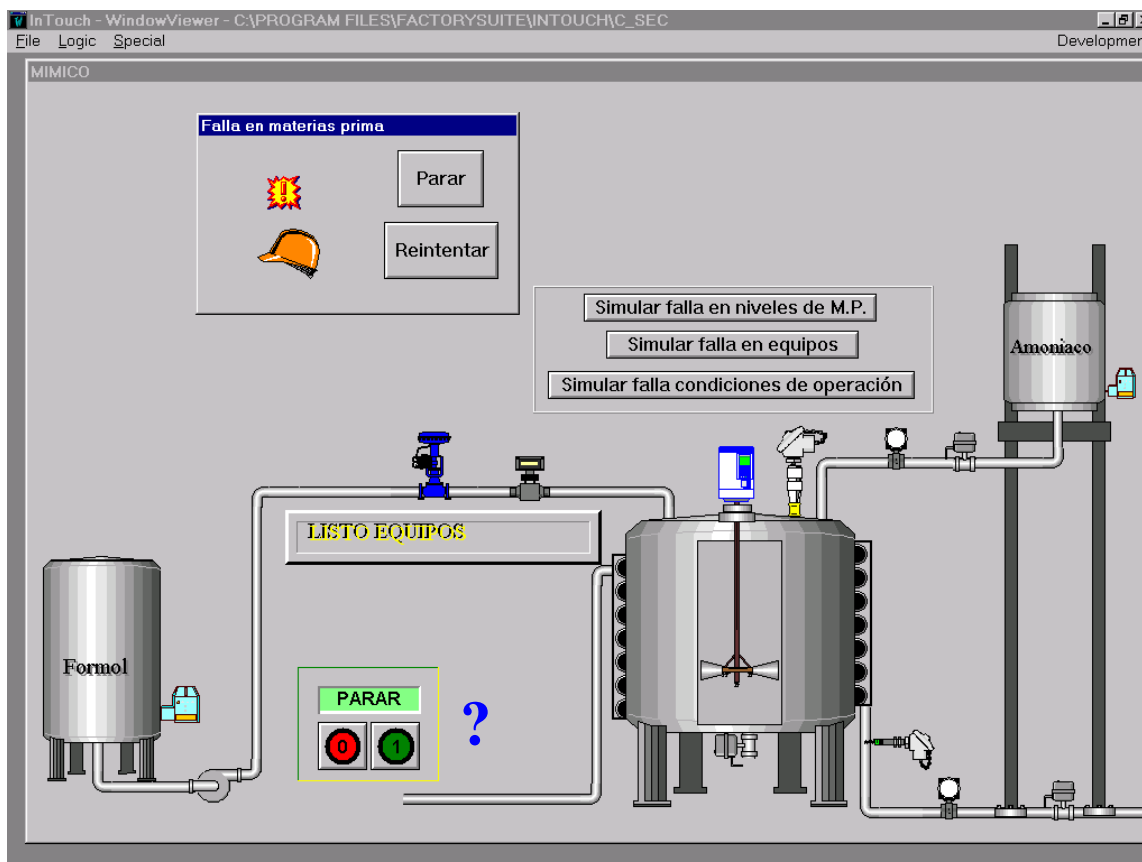 InTouch - WindowViewer - C:\PROGRAM FILES\FACTORYSUITE\INTOUCH\C_SEC
File Logic Special
Developmen
MIMICO
Falla en materias prima
Parar
Reintentar
Simular falla en niveles de M.P.
Simular falla en equipos
Simular falla condiciones de operación
Amoniaco
LISTO EQUIPOS
Formol
PARAR
?
0 1